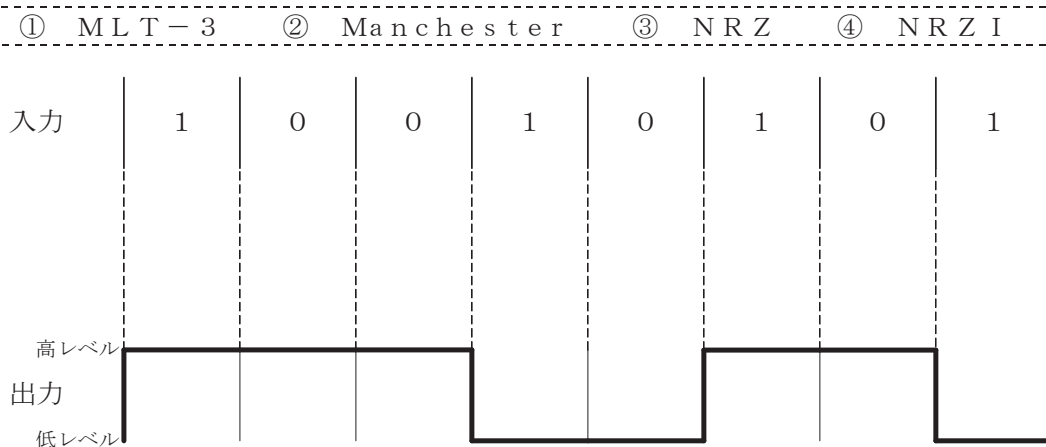 ① MLT−3 ② Manchester ③ NRZ ④ NRZI
入力 1 0 0 1 0 1 0 1
高レベル
出力
低レベル